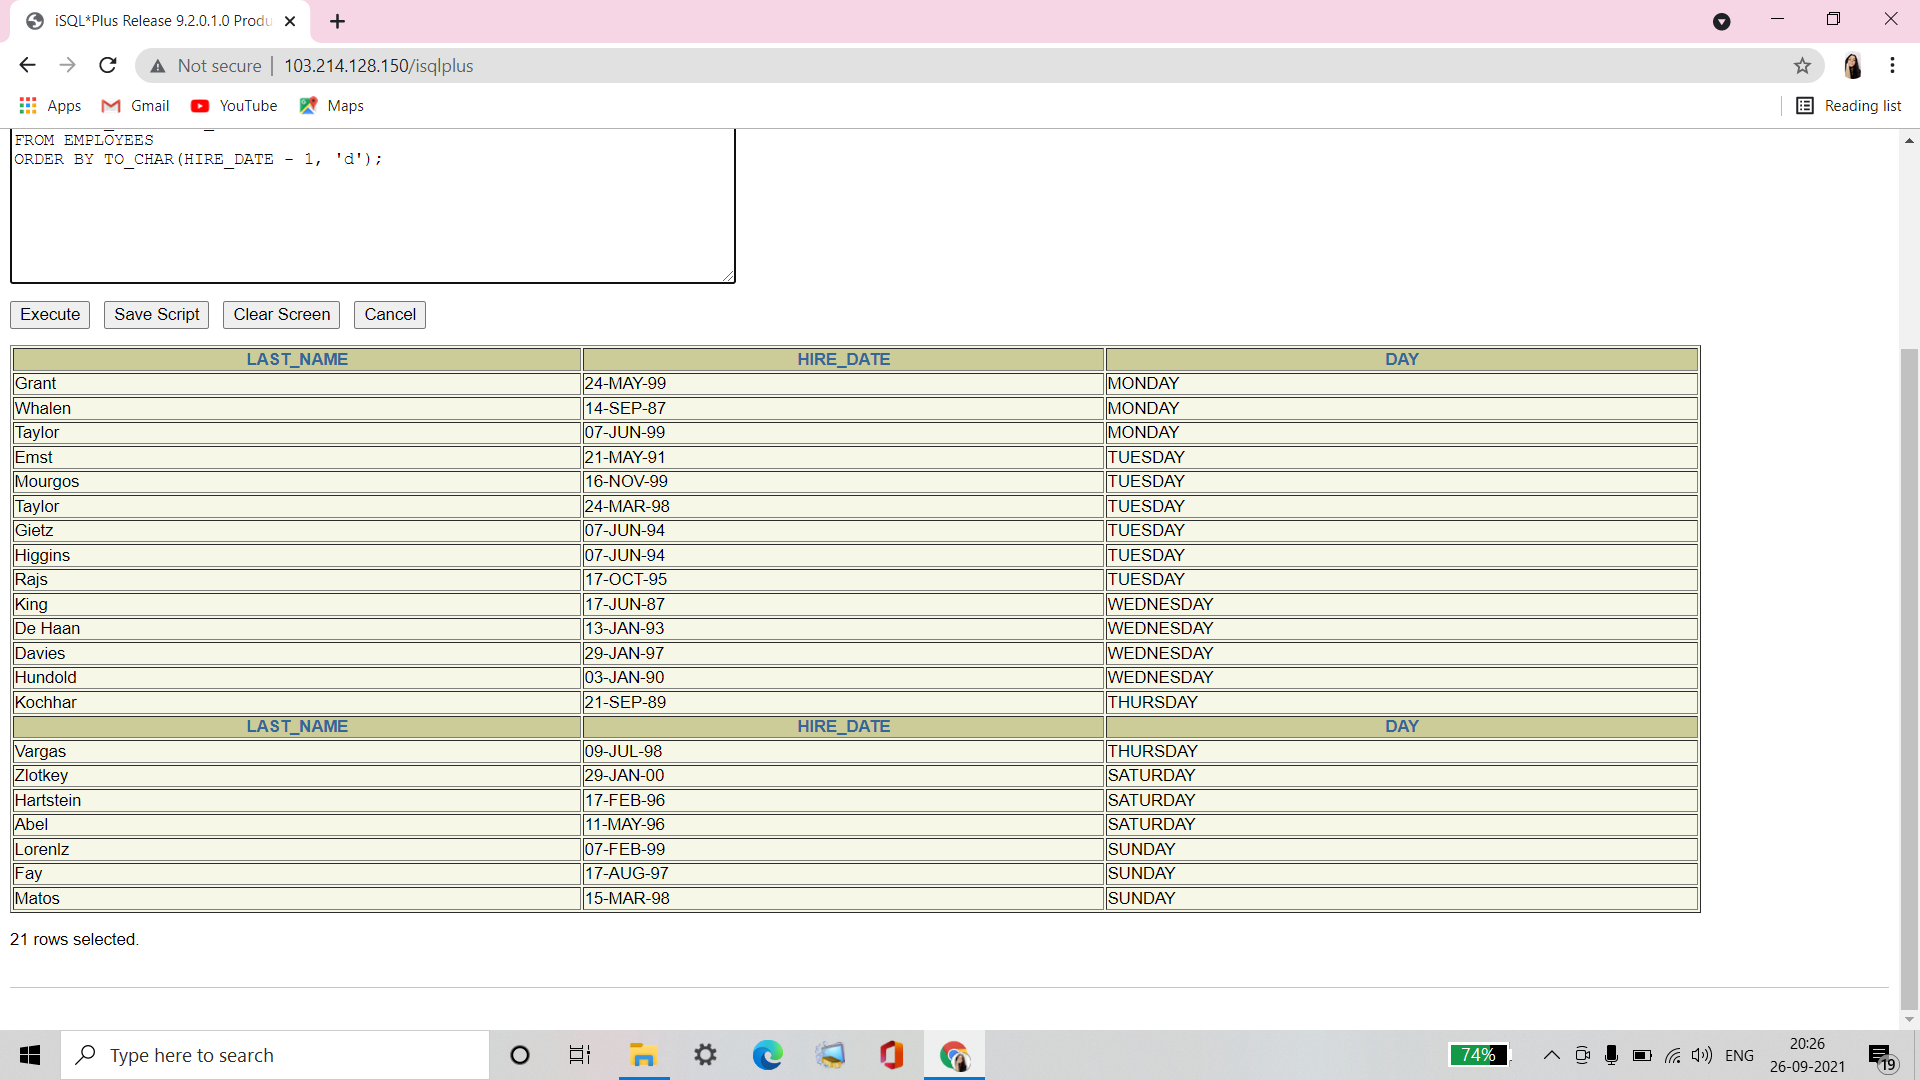 iSQL*Plus Release 9.2.0.1.0 Produ
Not secure | 103.214.128.150/isqlplus
Apps Gmail YouTube Maps Reading list
FROM EMPLOYEES
ORDER BY TO_CHAR(HIRE_DATE - 1, 'd');
Execute Save Script Clear Screen Cancel
LAST_NAME HIRE_DATE DAY
Grant 24-MAY-99 MONDAY
Whalen 14-SEP-87 MONDAY
Taylor 07-JUN-99 MONDAY
Ernst 21-MAY-91 TUESDAY
Mourgos 16-NOV-99 TUESDAY
Taylor 24-MAR-98 TUESDAY
Gietz 07-JUN-94 TUESDAY
Higgins 07-JUN-94 TUESDAY
Rajs 17-OCT-95 TUESDAY
King 17-JUN-87 WEDNESDAY
De Haan 13-JAN-93 WEDNESDAY
Davies 29-JAN-97 WEDNESDAY
Hundold 03-JAN-90 WEDNESDAY
Kochhar 21-SEP-89 THURSDAY
LAST_NAME HIRE_DATE DAY
Vargas 09-JUL-98 THURSDAY
Zlotkey 29-JAN-00 SATURDAY
Hartstein 17-FEB-96 SATURDAY
Abel 11-MAY-96 SATURDAY
Lorenlz 07-FEB-99 SUNDAY
Fay 17-AUG-97 SUNDAY
Matos 15-MAR-98 SUNDAY
21 rows selected.
Type here to search
74%
ENG
20:26
26-09-2021
19